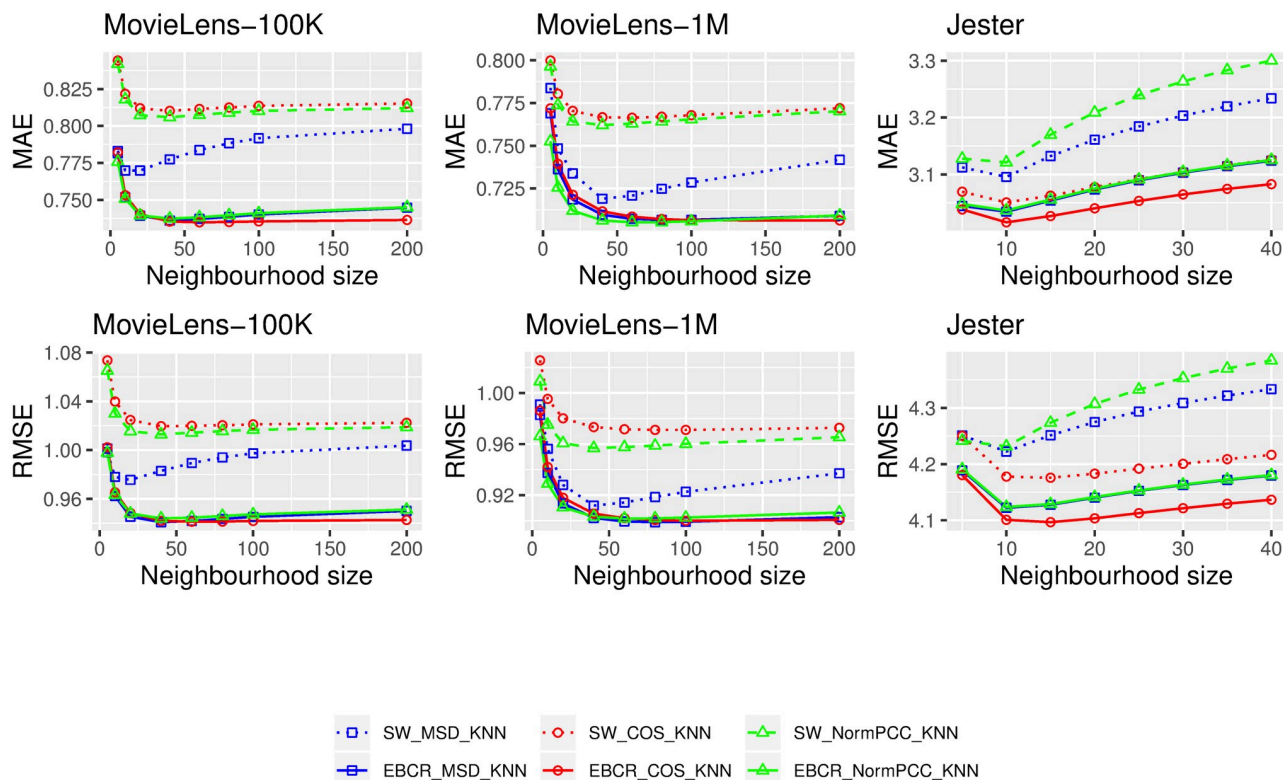 MovieLens−100K MovieLens−1M Jester
MAE 0.825 0.800 0.775 0.750
0 50 100 150 200
Neighbourhood size
MAE 0.800 0.775 0.750 0.725
0 50 100 150 200
Neighbourhood size
MAE 3.3 3.2 3.1
10 20 30 40
Neighbourhood size
MovieLens−100K MovieLens−1M Jester
RMSE 1.08 1.04 1.00 0.96
0 50 100 150 200
Neighbourhood size
RMSE 1.00 0.96 0.92
0 50 100 150 200
Neighbourhood size
RMSE 4.3 4.2 4.1
10 20 30 40
Neighbourhood size
SW_MSD_KNN SW_COS_KNN SW_NormPCC_KNN
EBCR_MSD_KNN EBCR_COS_KNN EBCR_NormPCC_KNN